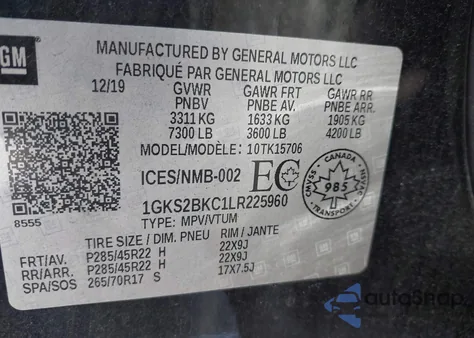 GM
MANUFACTURED BY GENERAL MOTORS LLC
FABRIQUÉ PAR GENERAL MOTORS LLC
12/19 GVWR GAWR FRT GAWR RR
PNBV PNBE AV. PNBE ARR.
3311 KG 1633 KG 1905 KG
7300 LB 3600 LB 4200 LB
MODEL/MODÈLE: 10TK15706
ICES/NMB-002 EC
CANADA
CMVSS
985
HVAC
TRANSPORT
8555
1GKS2BKC1LR225960
TYPE: MPV/VTUM
TIRE SIZE / DIM. PNEU RIM / JANTE
FRT/AV. P285/45R22 H 22X9J
RR/ARR. P285/45R22 H 22X9J
SPA/SOS 265/70R17 S 17X7.5J
autoSnap